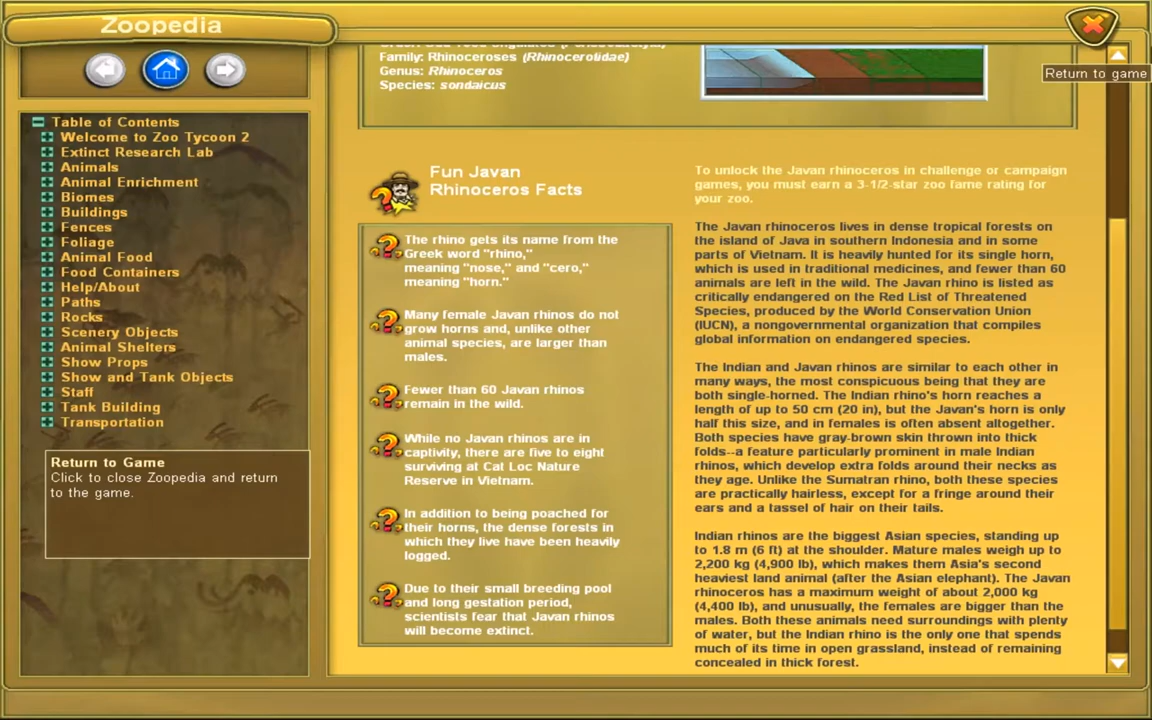 Zoopedia
Return to game
Table of Contents
Welcome to Zoo Tycoon 2
Extinct Research Lab
Animals
Animal Enrichment
Biomes
Buildings
Fences
Foliage
Animal Food
Food Containers
Help/About
Paths
Rocks
Scenery Objects
Animal Shelters
Show Props
Show and Tank Objects
Staff
Tank Building
Transportation
Return to Game
Click to close Zoopedia and return
to the game.
Family: Rhinoceroses (Rhinocerotidae)
Genus: Rhinoceros
Species: sondaicus
Fun Javan
Rhinoceros Facts
The rhino gets its name from the
Greek word "rhino,"
meaning "nose," and "cero,"
meaning "horn."
Many female Javan rhinos do not
grow horns and, unlike other
animal species, are larger than
males.
Fewer than 60 Javan rhinos
remain in the wild.
While no Javan rhinos are in
captivity, there are five to eight
surviving at Cat Loc Nature
Reserve in Vietnam.
In addition to being poached for
their horns, the dense forests in
which they live have been heavily
logged.
Due to their small breeding pool
and long gestation period,
scientists fear that Javan rhinos
will become extinct.
To unlock the Javan rhinoceros in challenge or campaign
games, you must earn a 3-1/2-star zoo fame rating for
your zoo.
The Javan rhinoceros lives in dense tropical forests on
the island of Java in southern Indonesia and in some
parts of Vietnam. It is heavily hunted for its single horn,
which is used in traditional medicines, and fewer than 60
animals are left in the wild. The Javan rhino is listed as
critically endangered on the Red List of Threatened
Species, produced by the World Conservation Union
(IUCN), a nongovernmental organization that compiles
global information on endangered species.
The Indian and Javan rhinos are similar to each other in
many ways, the most conspicuous being that they are
both single-horned. The Indian rhino's horn reaches a
length of up to 50 cm (20 in), but the Javan's horn is only
half this size, and in females is often absent altogether.
Both species have gray-brown skin thrown into thick
folds--a feature particularly prominent in male Indian
rhinos, which develop extra folds around their necks as
they age. Unlike the Sumatran rhino, both these species
are practically hairless, except for a fringe around their
ears and a tassel of hair on their tails.
Indian rhinos are the biggest Asian species, standing up
to 1.8 m (6 ft) at the shoulder. Mature males weigh up to
2,200 kg (4,900 lb), which makes them Asia's second
heaviest land animal (after the Asian elephant). The Javan
rhinoceros has a maximum weight of about 2,000 kg
(4,400 lb), and unusually, the females are bigger than the
males. Both these animals need surroundings with plenty
of water, but the Indian rhino is the only one that spends
much of its time in open grassland, instead of remaining
concealed in thick forest.